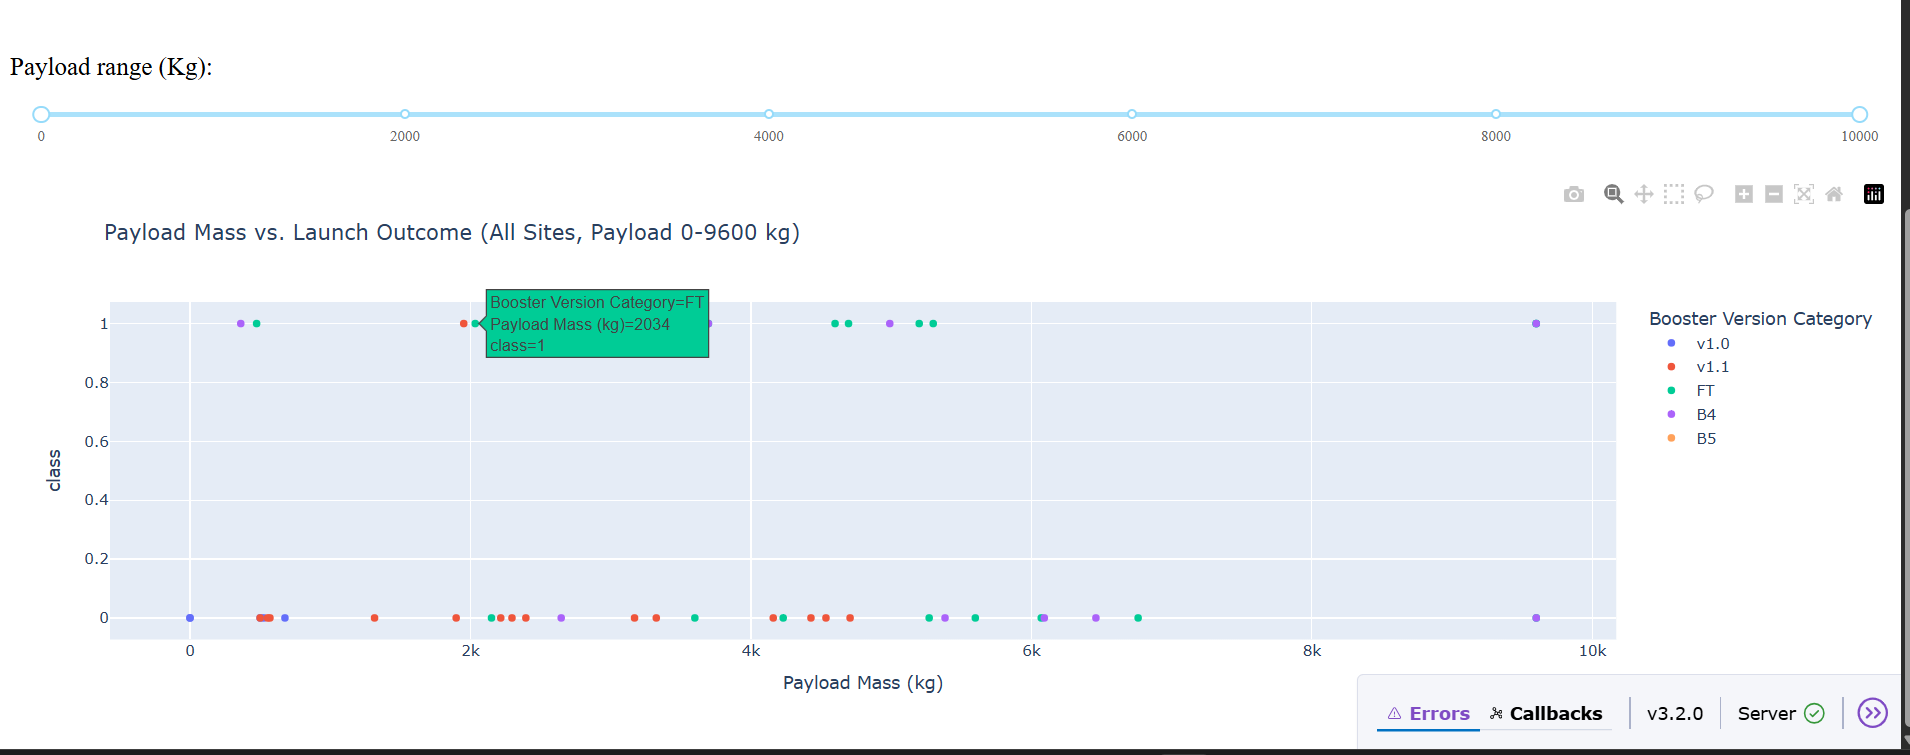 Payload range (Kg):
0 2000 4000 6000 8000 10000
Payload Mass vs. Launch Outcome (All Sites, Payload 0-9600 kg)
Booster Version Category=FT
Payload Mass (kg)=2034
class=1
1
0.8
0.6
0.4
0.2
0
class
0 2k 4k 6k 8k 10k
Payload Mass (kg)
Booster Version Category
v1.0
v1.1
FT
B4
B5
Errors Callbacks v3.2.0 Server